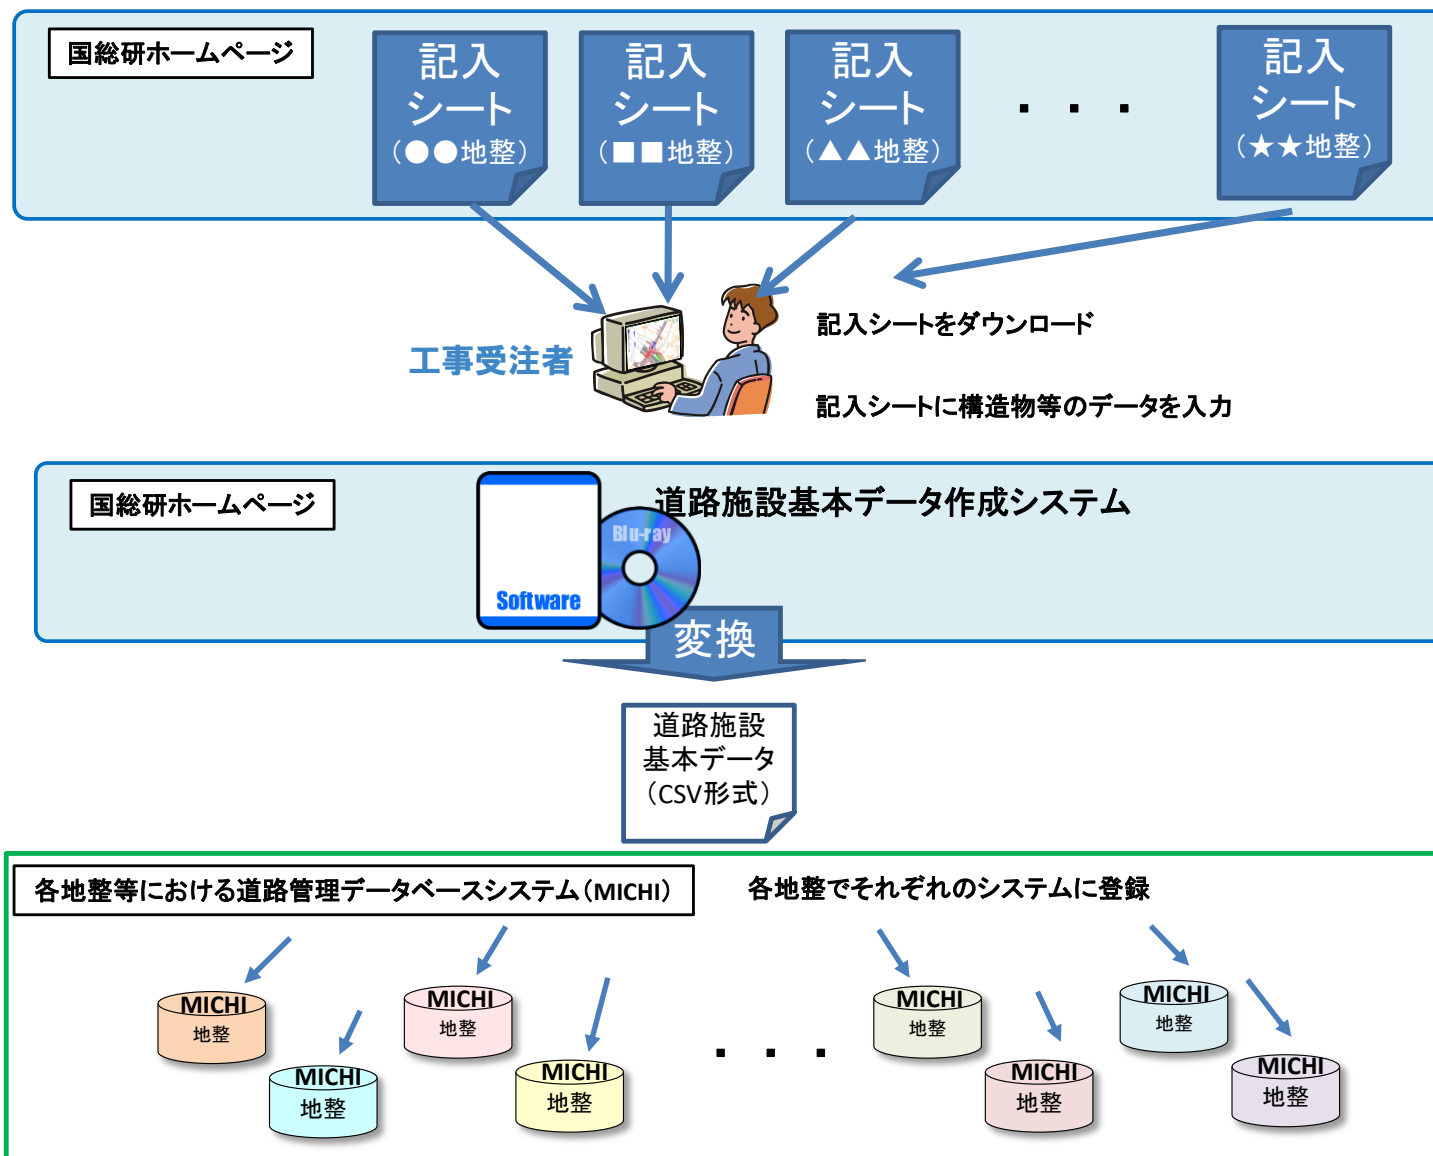 国総研ホームページ
記入
シート
（●●地整）
記入
シート
（■■地整）
記入
シート
（▲▲地整）
・・・
記入
シート
（★★地整）
工事受注者
記入シートをダウンロード
記入シートに構造物等のデータを入力
国総研ホームページ
道路施設基本データ作成システム
Blu-ray
Software
変換
道路施設
基本データ
（CSV形式）
各地整等における道路管理データベースシステム（MICHI）
各地整でそれぞれのシステムに登録
MICHI
地整
MICHI
地整
MICHI
地整
MICHI
地整
・・・
MICHI
地整
MICHI
地整
MICHI
地整
MICHI
地整